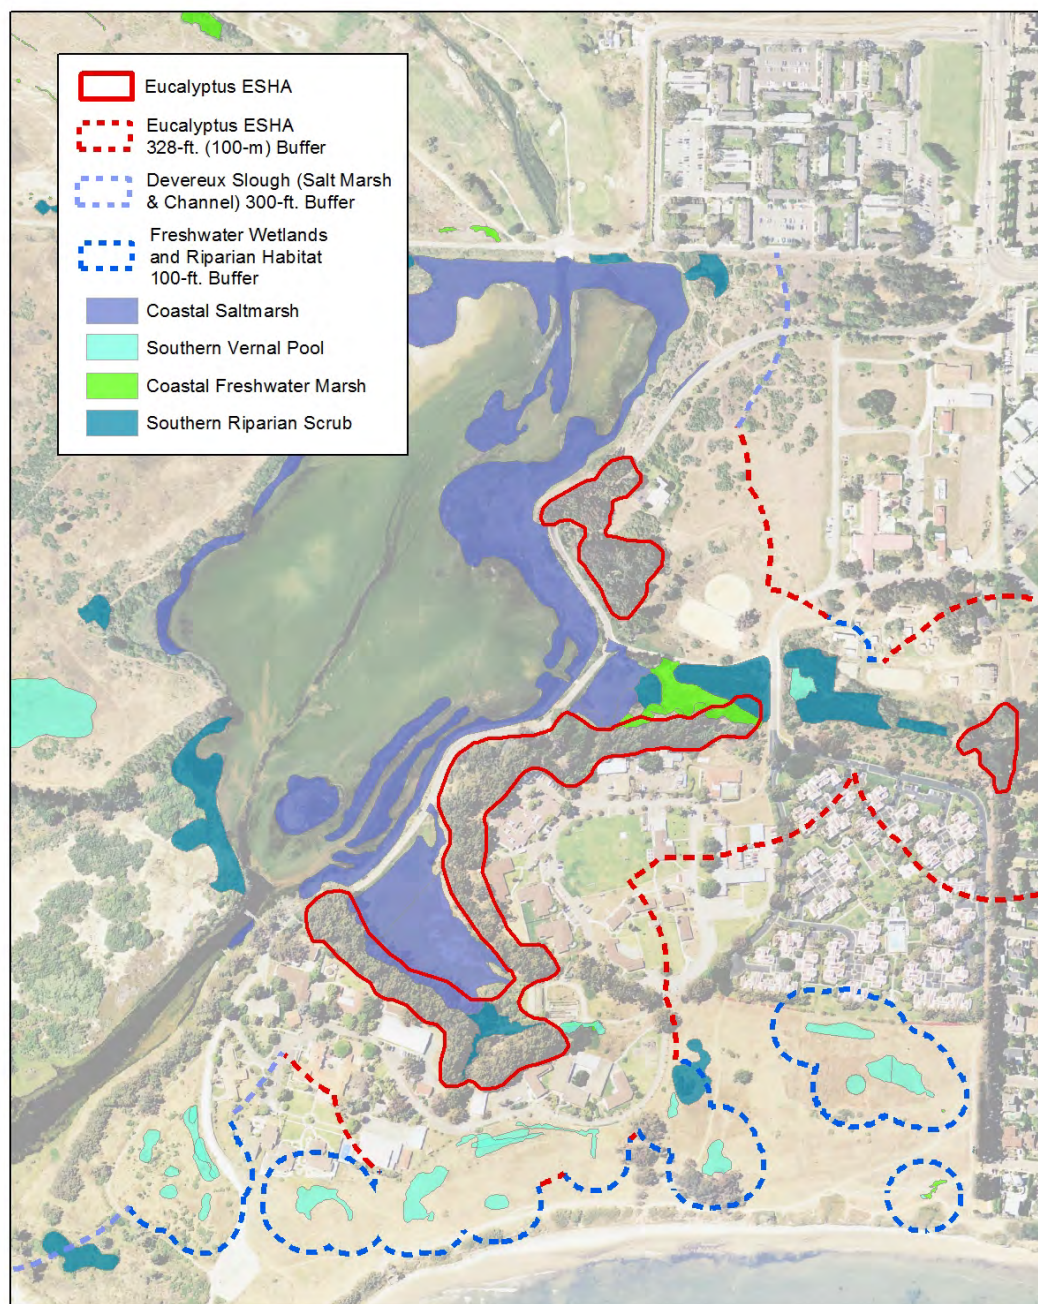 Eucalyptus ESHA
Eucalyptus ESHA
328-ft. (100-m) Buffer
Devereux Slough (Salt Marsh
& Channel) 300-ft. Buffer
Freshwater Wetlands
and Riparian Habitat
100-ft. Buffer
Coastal Saltmarsh
Southern Vernal Pool
Coastal Freshwater Marsh
Southern Riparian Scrub